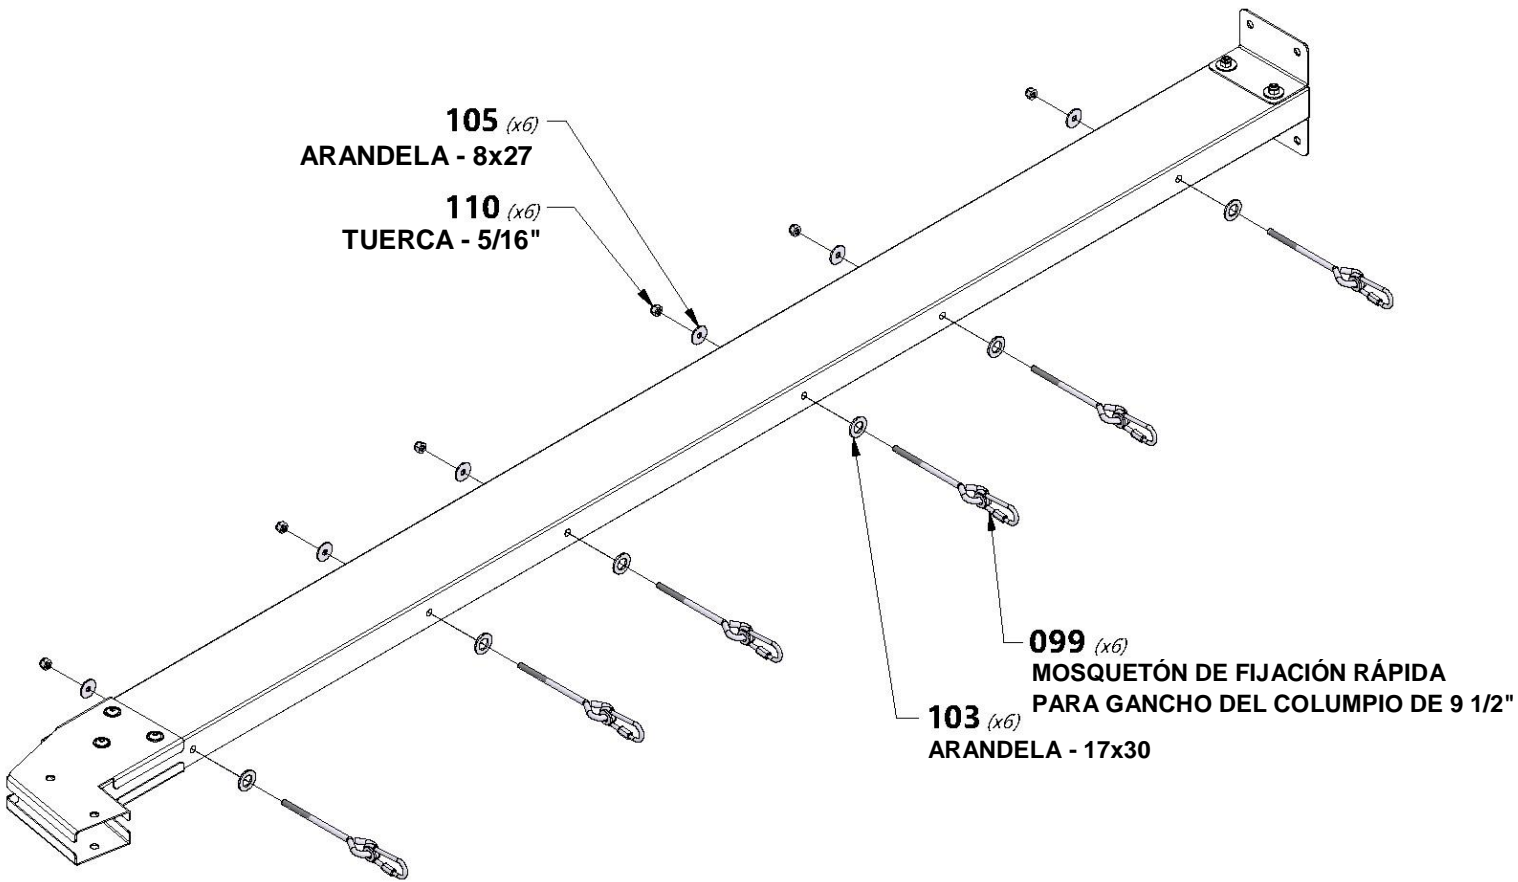 105 (x6)
ARANDELA - 8x27
110 (x6)
TUERCA - 5/16"
099 (x6)
MOSQUETÓN DE FIJACIÓN RÁPIDA
PARA GANCHO DEL COLUMPIO DE 9 1/2"
103 (x6)
ARANDELA - 17x30